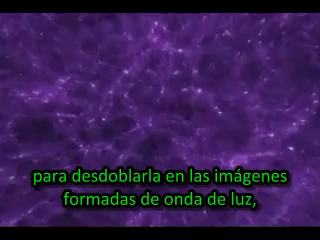 para desdoblarla en las imágenes
formadas de onda de luz,